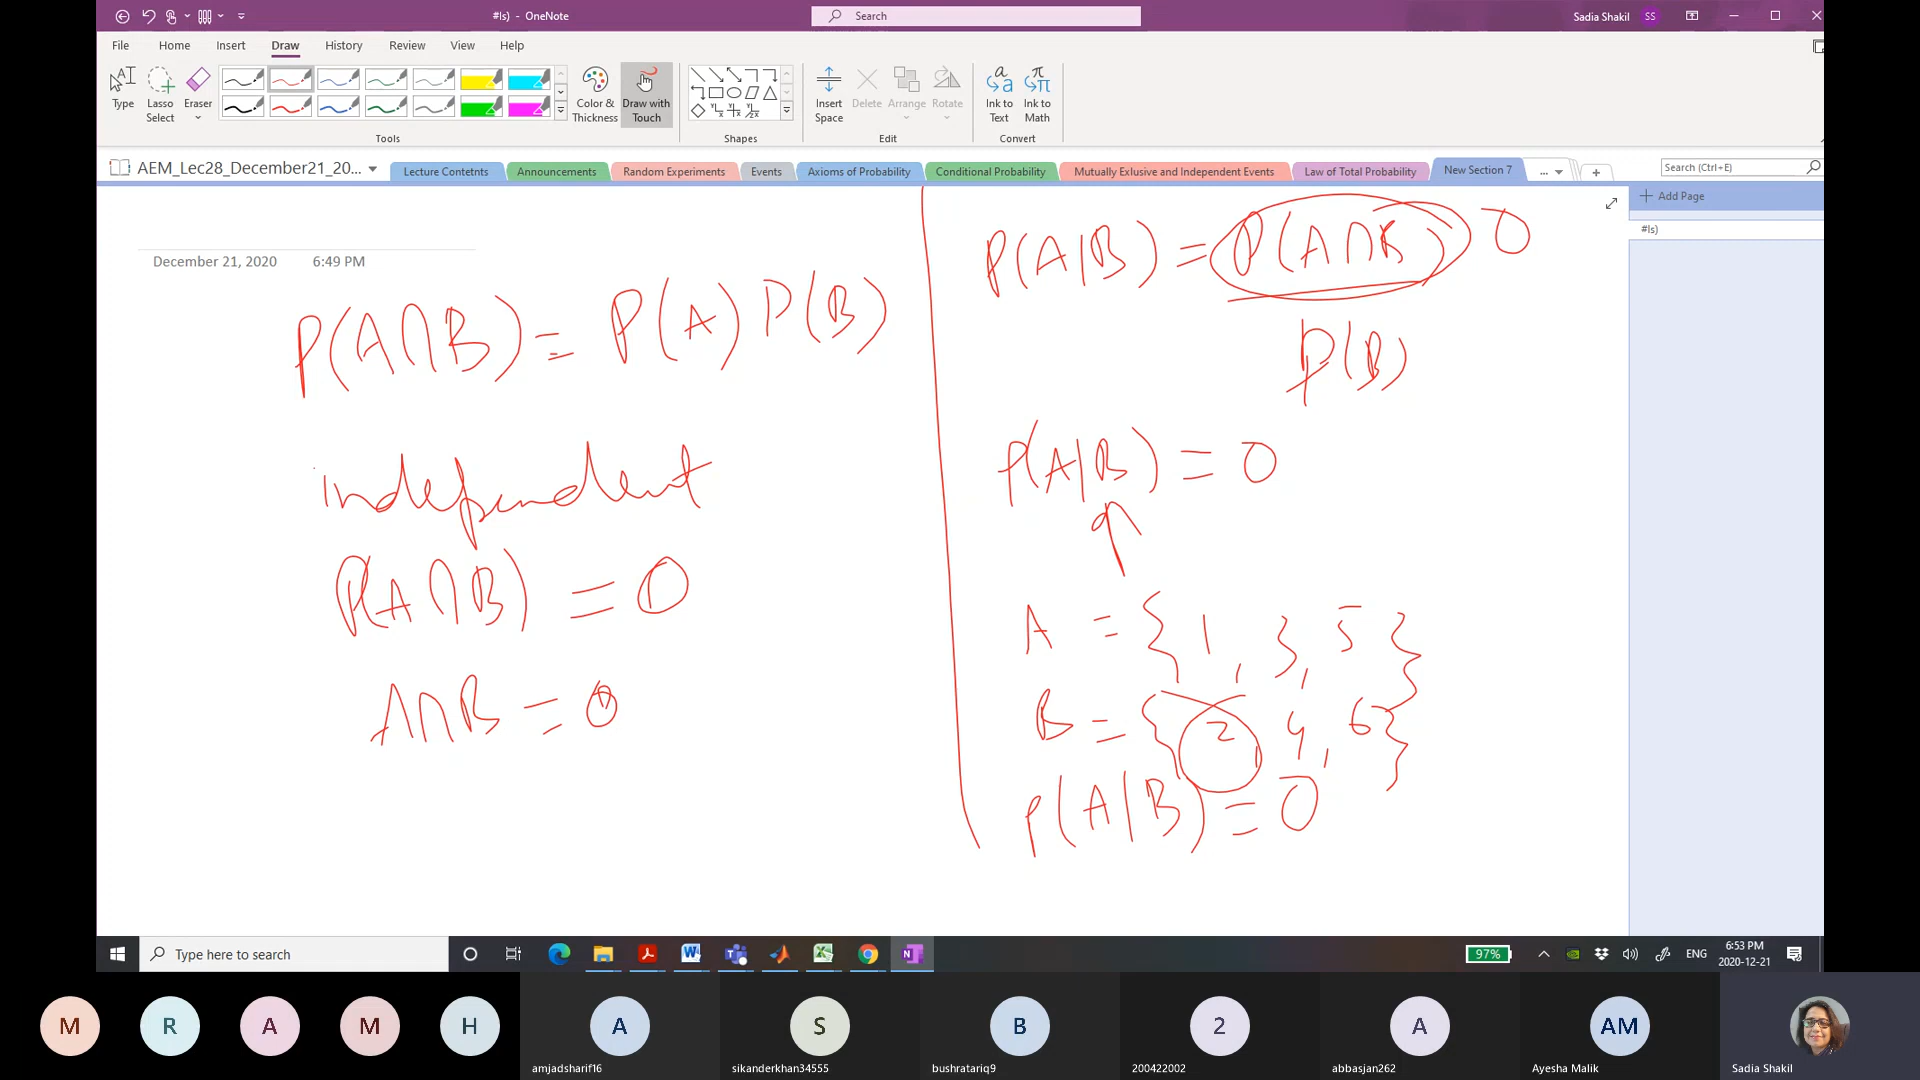 #ls) - OneNote
Search
Sadia Shakil SS
File Home Insert Draw History Review View Help
Type
Lasso Select
Eraser
Color & Thickness
Draw with Touch
Insert Space
Delete
Arrange
Rotate
Ink to Text
Ink to Math
Tools
Shapes
Edit
Convert
AEM_Lec28_December21_20...
Lecture Contetnts
Announcements
Random Experiments
Events
Axioms of Probability
Conditional Probability
Mutually Exlusive and Independent Events
Law of Total Probability
New Section 7
...
Search (Ctrl+E)
Add Page
#ls)
December 21, 2020 6:49 PM
P(A∩B) = P(A) P(B)
independent
P(A∩B) = 0
A∩B = 0
P(A|B) = P(A∩B) 0
P(B)
P(A|B) = 0
A = {1, 3, 5}
B = {2, 4, 6}
P(A|B) = 0
Type here to search
97%
ENG
6:53 PM
2020-12-21
M
R
A
M
H
A
S
B
2
A
AM
amjadsharif16
sikanderkhan34555
bushratariq9
200422002
abbasjan262
Ayesha Malik
Sadia Shakil